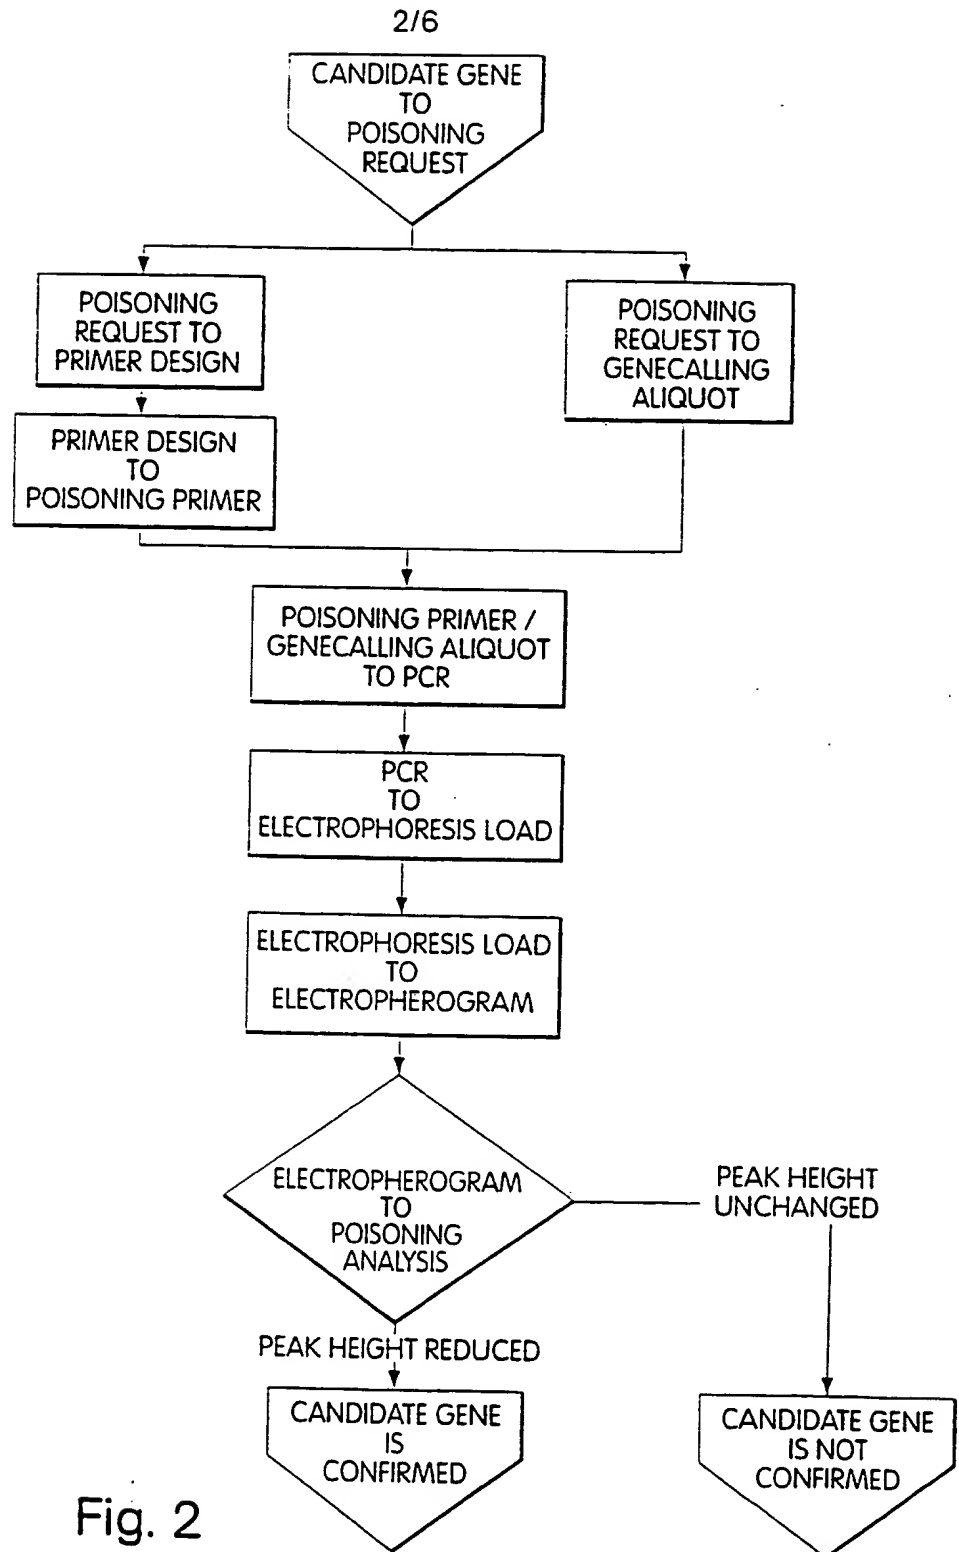 2/6
CANDIDATE GENE
TO
POISONING
REQUEST
POISONING
REQUEST TO
PRIMER DESIGN
POISONING
REQUEST TO
GENECALLING
ALIQUOT
PRIMER DESIGN
TO
POISONING PRIMER
POISONING PRIMER /
GENECALLING ALIQUOT
TO PCR
PCR
TO
ELECTROPHORESIS LOAD
ELECTROPHORESIS LOAD
TO
ELECTROPHEROGRAM
ELECTROPHEROGRAM
TO
POISONING
ANALYSIS
PEAK HEIGHT
UNCHANGED
PEAK HEIGHT REDUCED
CANDIDATE GENE
IS
CONFIRMED
CANDIDATE GENE
IS NOT
CONFIRMED
Fig. 2